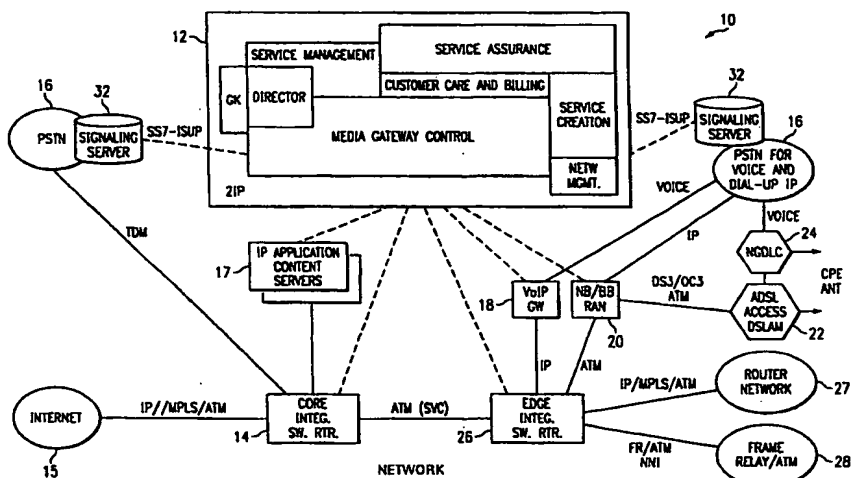 10
12
SERVICE MANAGEMENT
SERVICE ASSURANCE
CUSTOMER CARE AND BILLING
GK
DIRECTOR
SERVICE
CREATION
MEDIA GATEWAY CONTROL
NETW
MGMT.
2IP
16
32
PSTN
SIGNALING
SERVER
SS7-ISUP
SS7-ISUP
32
SIGNALING
SERVER
16
PSTN FOR
VOICE AND
DIAL-UP IP
VOICE
IP
VOICE
24
NGDLC
TDM
17
IP APPLICATION
CONTENT
SERVERS
18
VoIP
GW
NB/BB
RAN
20
DS3/OC3
ATM
CPE
ANT
ADSL
ACCESS
DSLAM
22
IP
ATM
INTERNET
15
IP//MPLS/ATM
CORE
INTEG.
SW. RTR.
14
ATM (SVC)
EDGE
INTEG.
SW. RTR.
26
IP/MPLS/ATM
ROUTER
NETWORK
27
FR/ATM
NNI
FRAME
RELAY/ATM
28
NETWORK